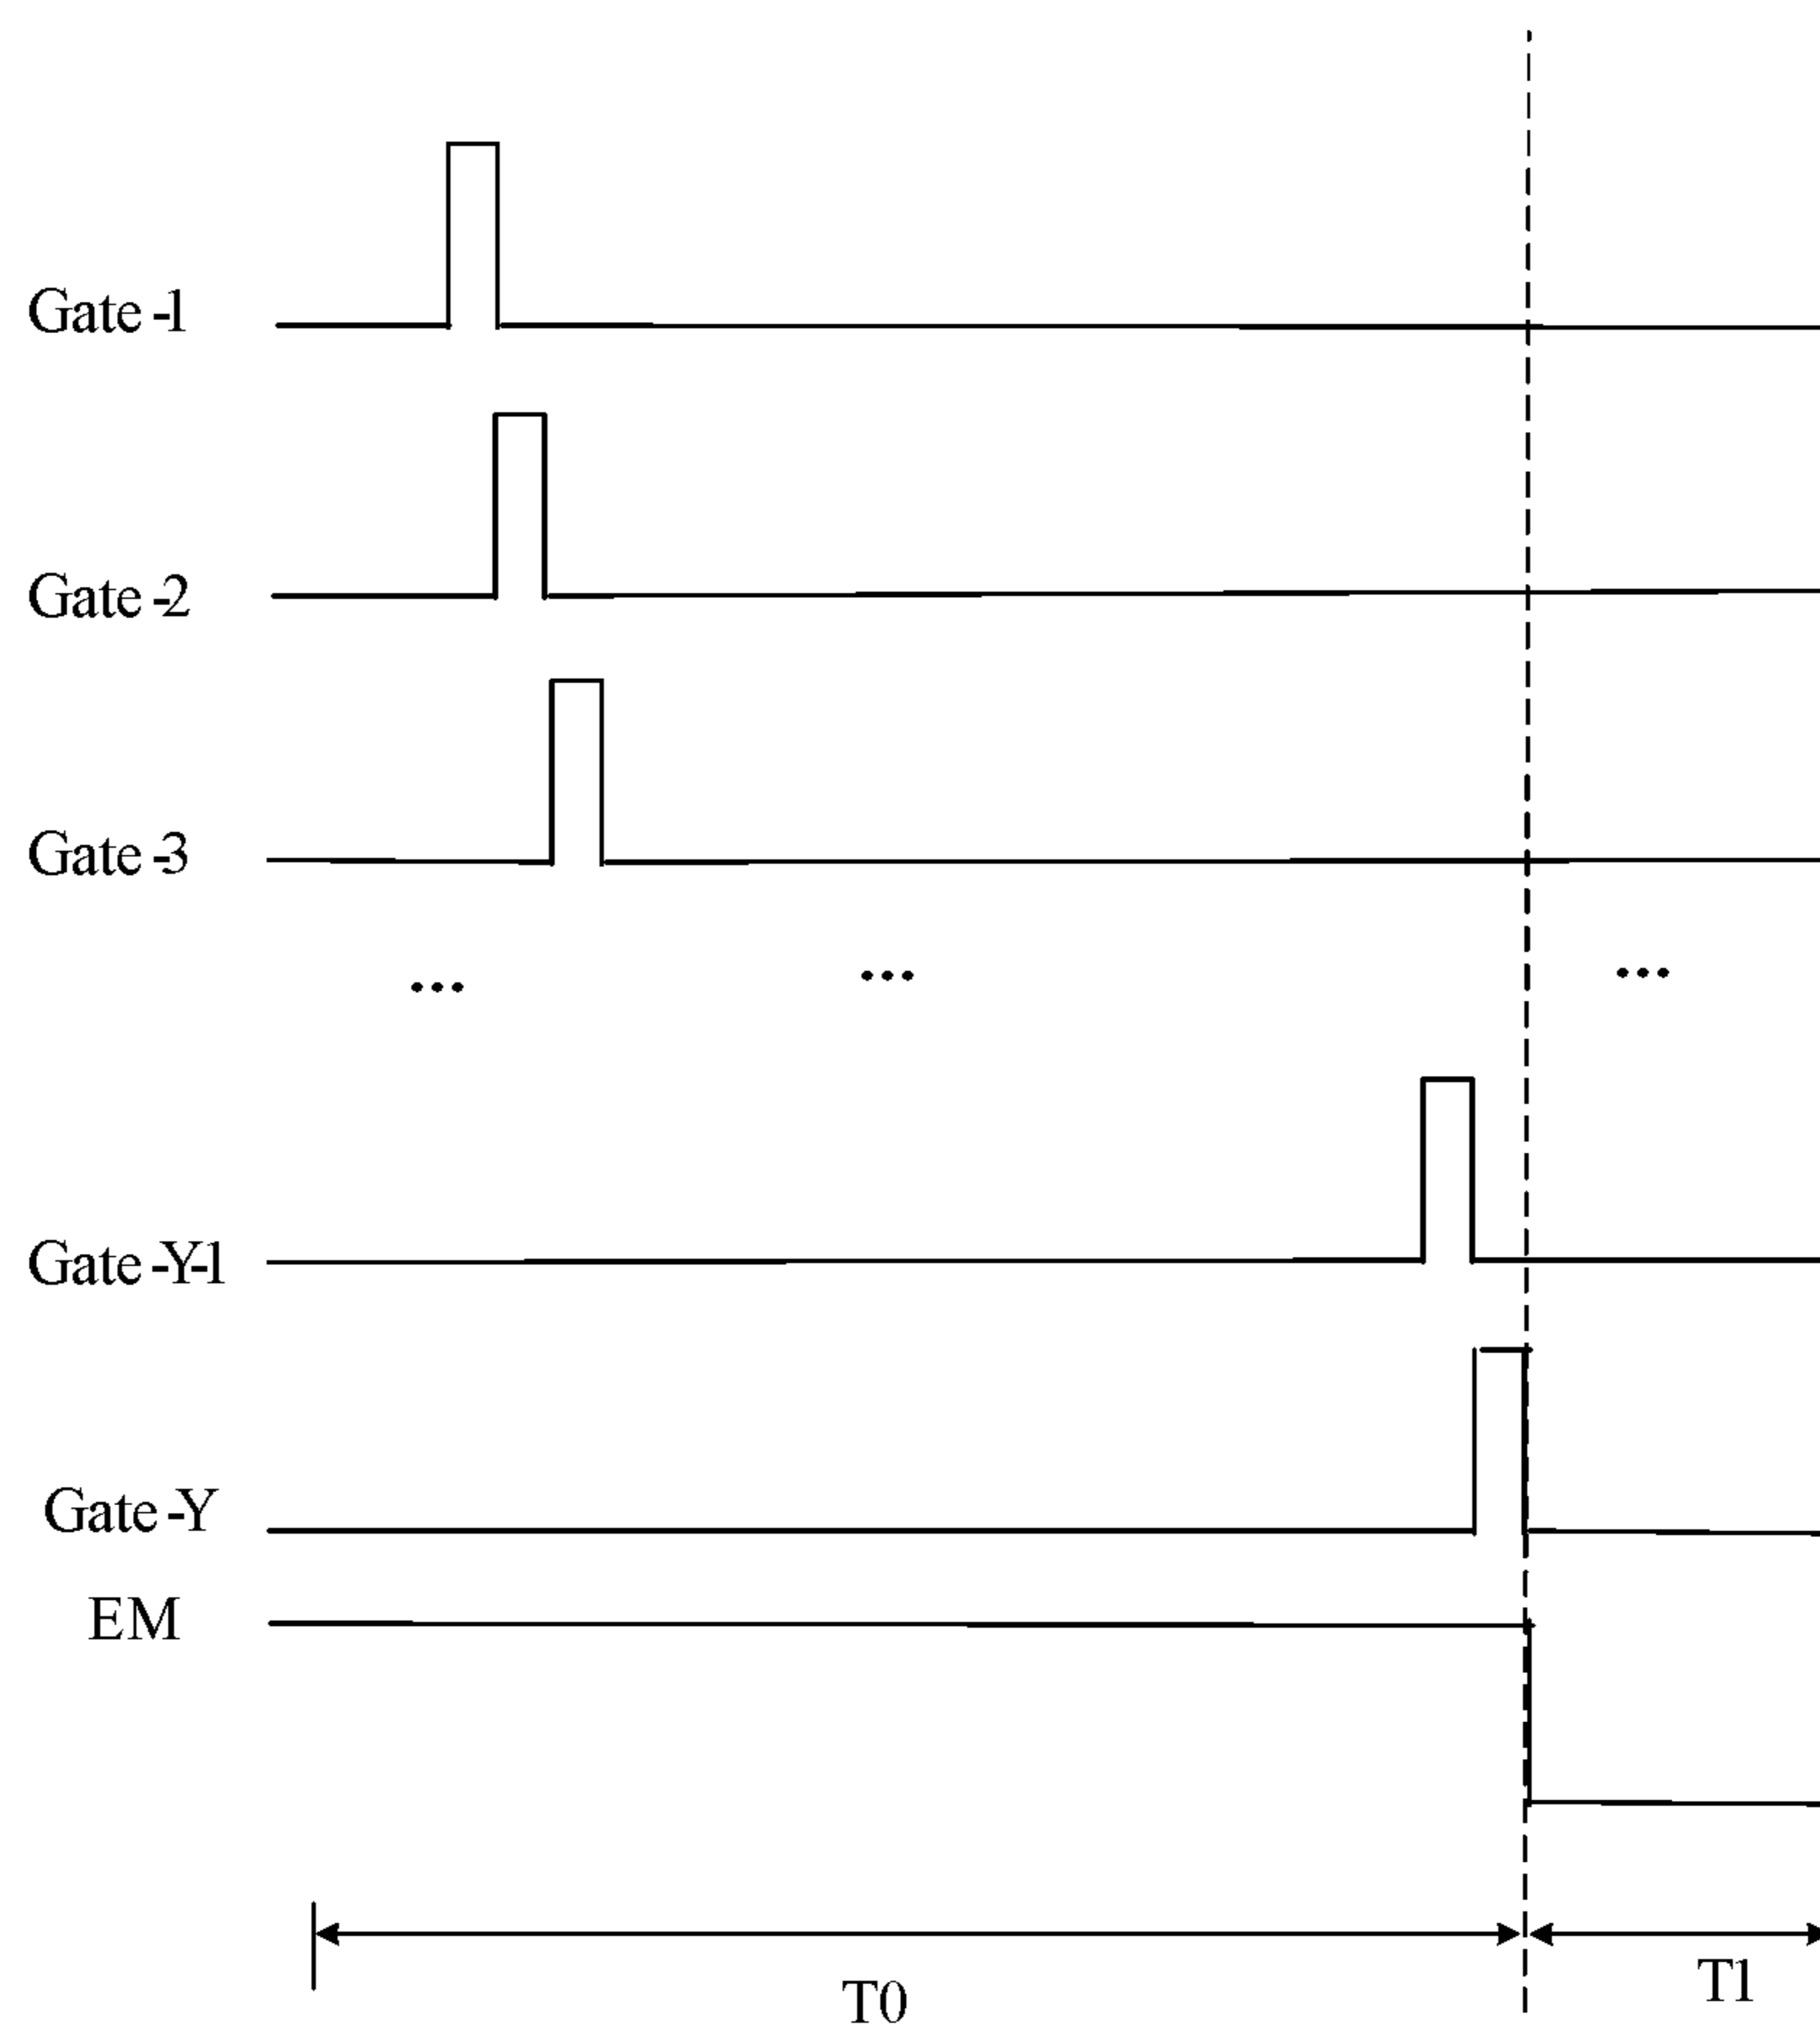 Gate-1
Gate-2
Gate-3
... ... ...
Gate-Y-1
Gate-Y
EM
T0 T1